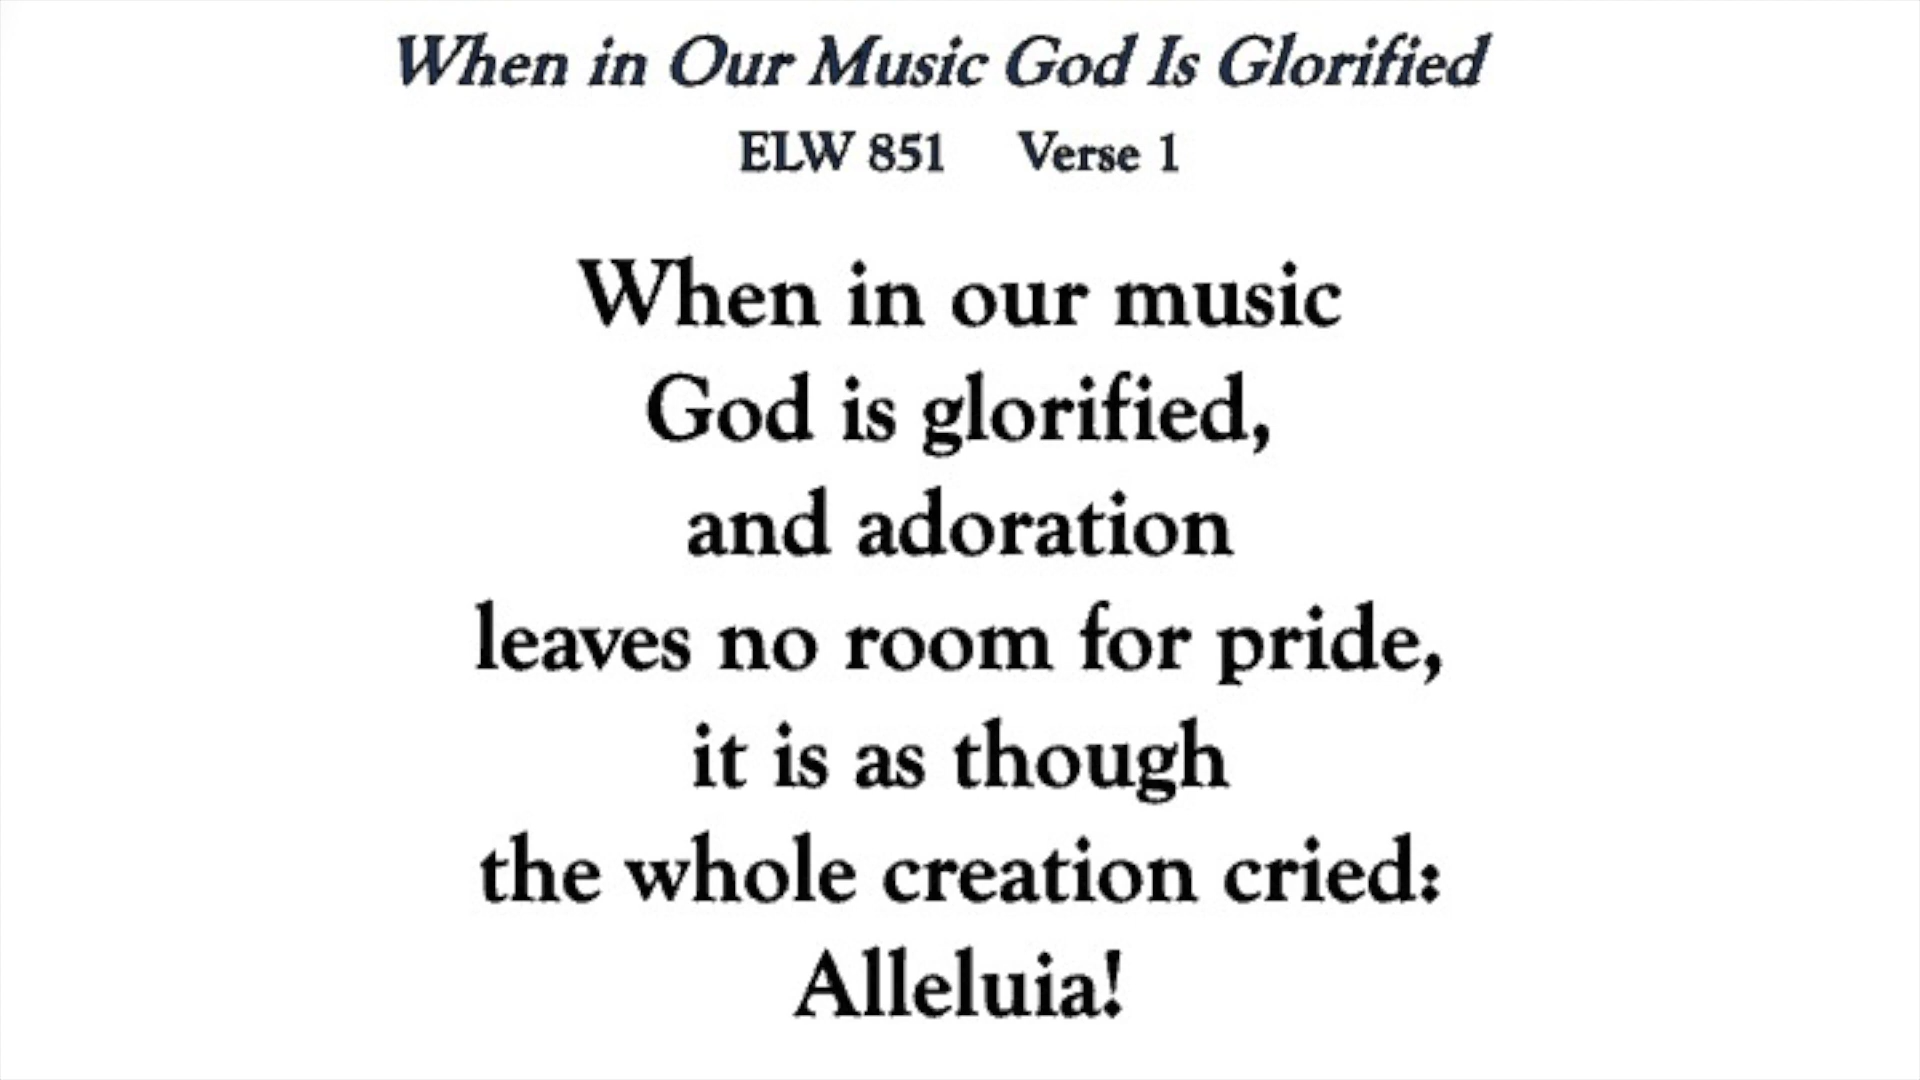 When in Our Music God Is Glorified
ELW 851 Verse 1
When in our music
God is glorified,
and adoration
leaves no room for pride,
it is as though
the whole creation cried:
Alleluia!